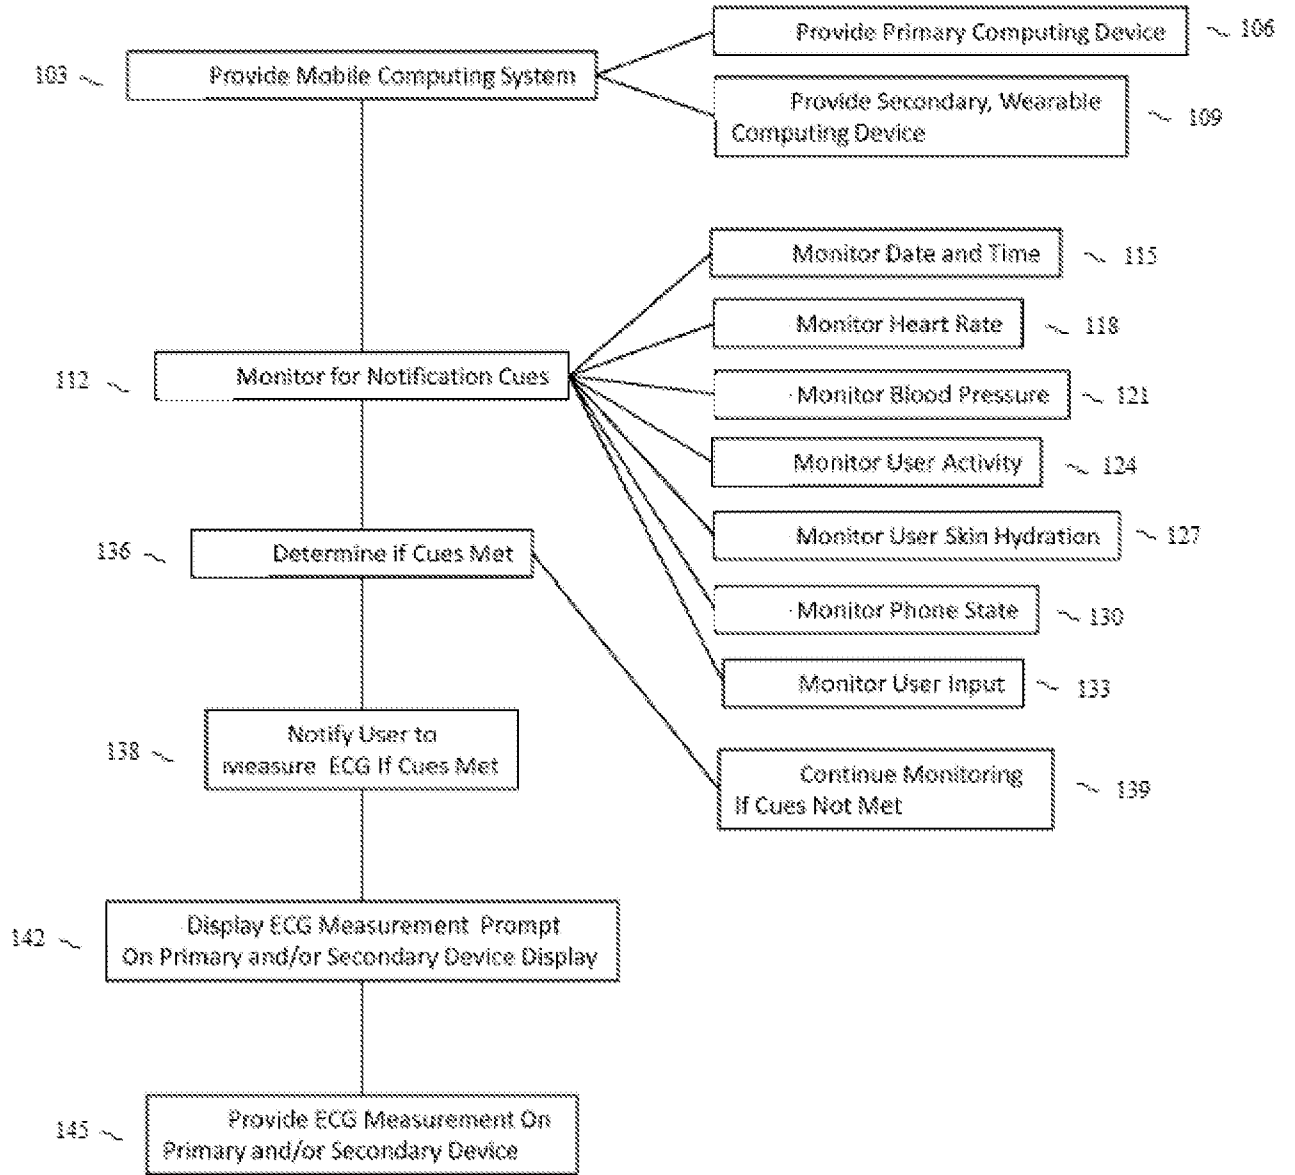 Provide Primary Computing Device
106
103
Provide Mobile Computing System
Provide Secondary, Wearable
Computing Device
109
Monitor Date and Time
115
Monitor Heart Rate
118
112
Monitor for Notification Cues
Monitor Blood Pressure
121
Monitor User Activity
124
136
Determine if Cues Met
Monitor User Skin Hydration
127
Monitor Phone State
130
Monitor User Input
133
138
Notify User to
Measure ECG If Cues Met
Continue Monitoring
If Cues Not Met
139
142
Display ECG Measurement Prompt
On Primary and/or Secondary Device Display
145
Provide ECG Measurement On
Primary and/or Secondary Device